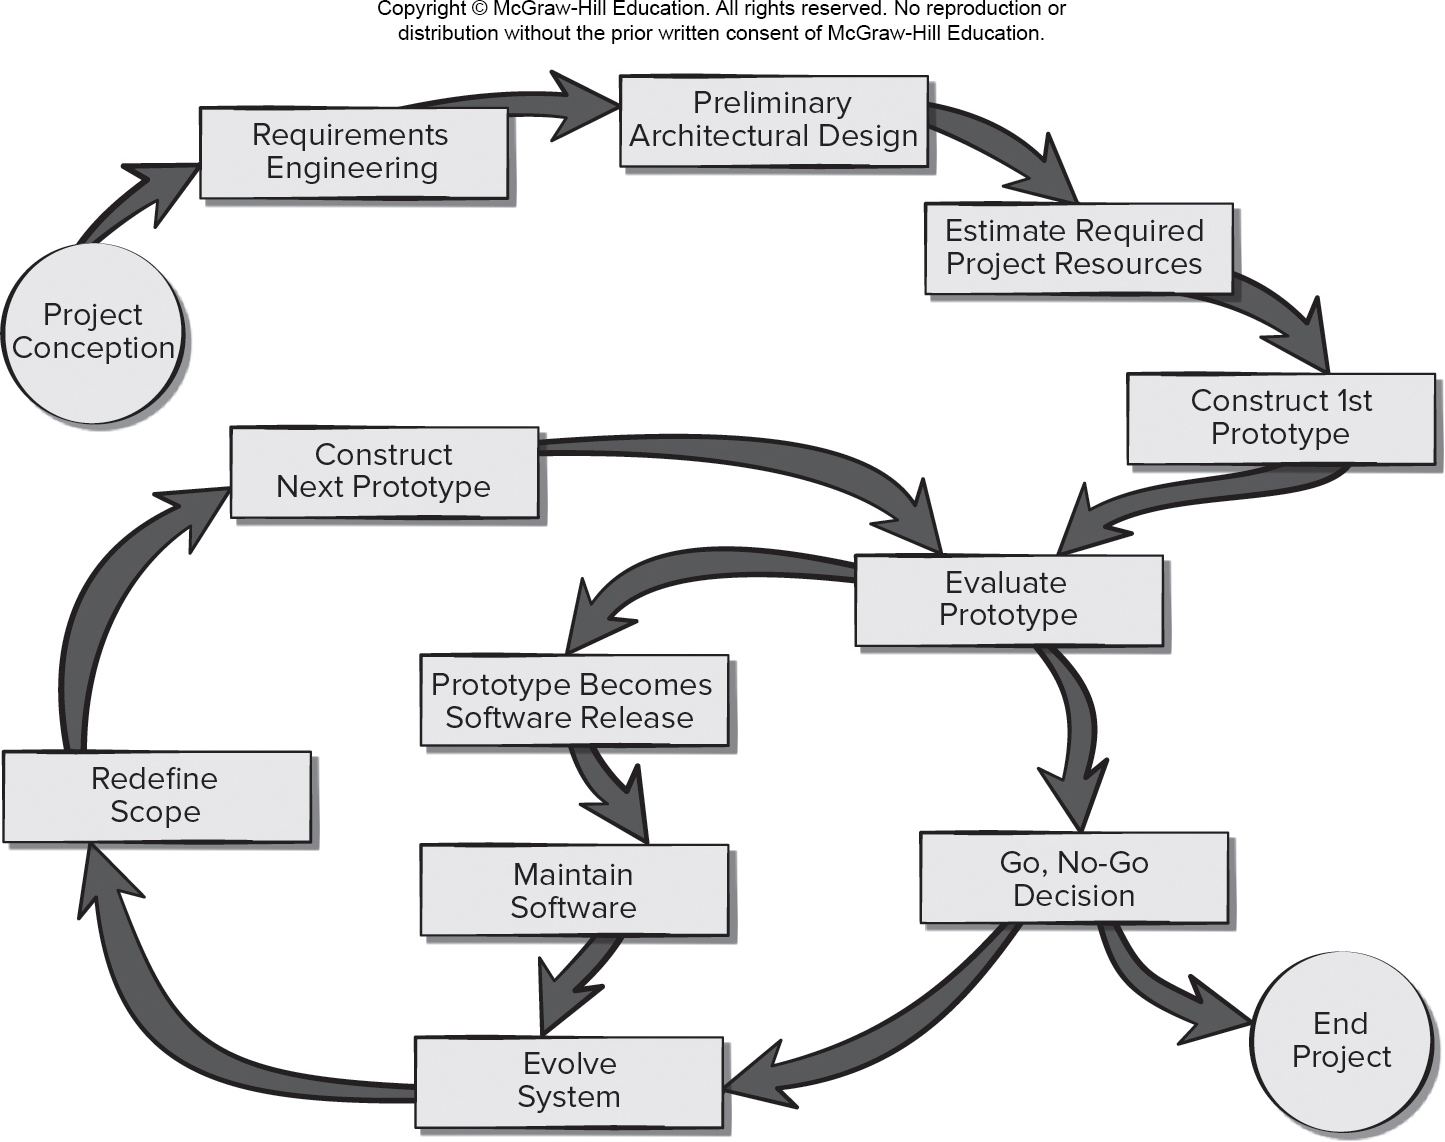 Copyright © McGraw-Hill Education. All rights reserved. No reproduction or
distribution without the prior written consent of McGraw-Hill Education.
Requirements
Engineering
Preliminary
Architectural Design
Estimate Required
Project Resources
Project
Conception
Construct 1st
Prototype
Construct
Next Prototype
Evaluate
Prototype
Prototype Becomes
Software Release
Redefine
Scope
Maintain
Software
Go, No-Go
Decision
End
Project
Evolve
System